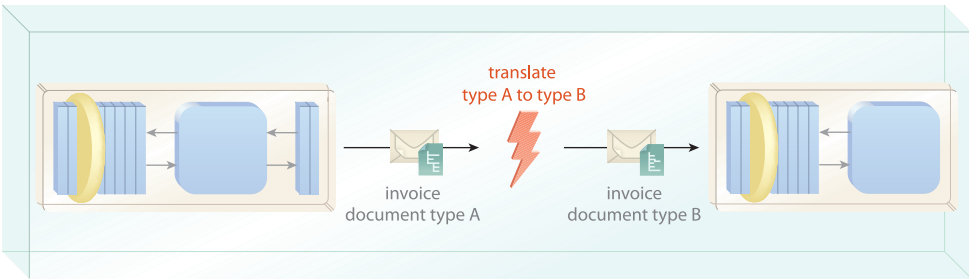 translate
type A to type B
invoice
document type A
invoice
document type B